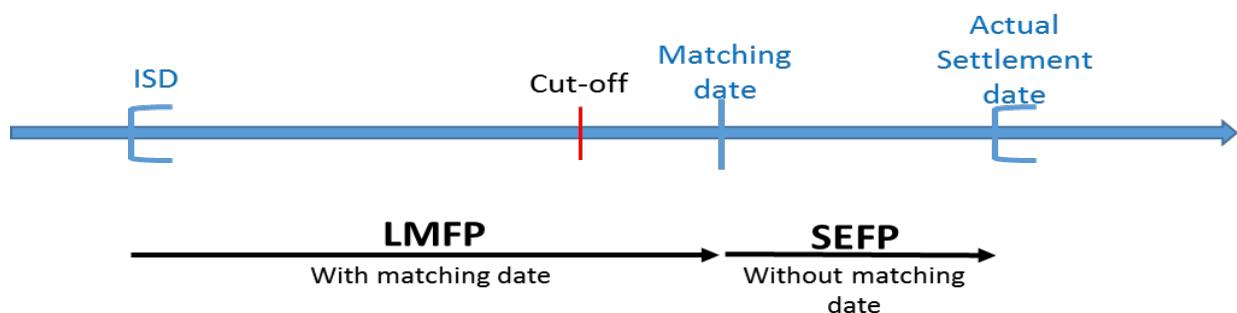 ISD
Cut-off
Matching
date
Actual
Settlement
date
LMFP
With matching date
SEFP
Without matching
date